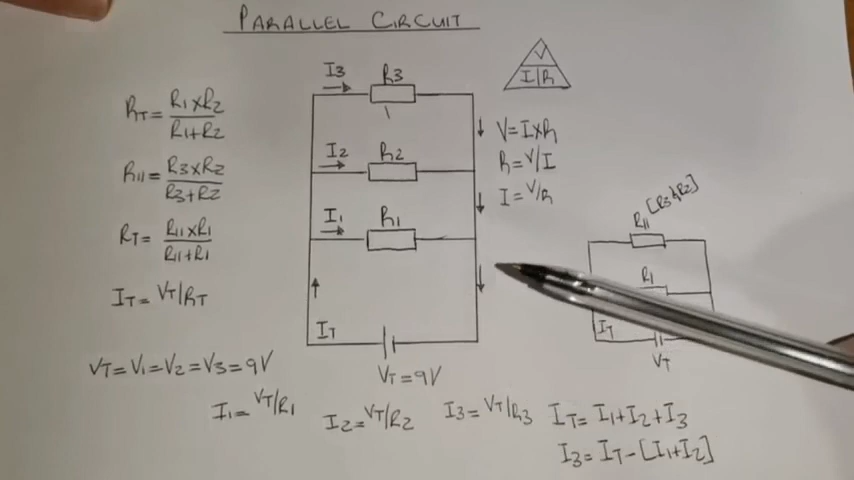 PARALLEL CIRCUIT
RT = R1×R2 / R1+R2
R11 = R3×R2 / R3+R2
RT = R11×R1 / R11+R1
IT = VT/RT
I3 R3
I2 R2
I1 R1
IT
VT = 9V
V
I R
V = I×R
R = V/I
I = V/R
R11 [R3 & R2]
R1
IT
VT
VT = V1 = V2 = V3 = 9V
I1 = VT/R1
I2 = VT/R2
I3 = VT/R3
IT = I1 + I2 + I3
I3 = IT - [I1 + I2]